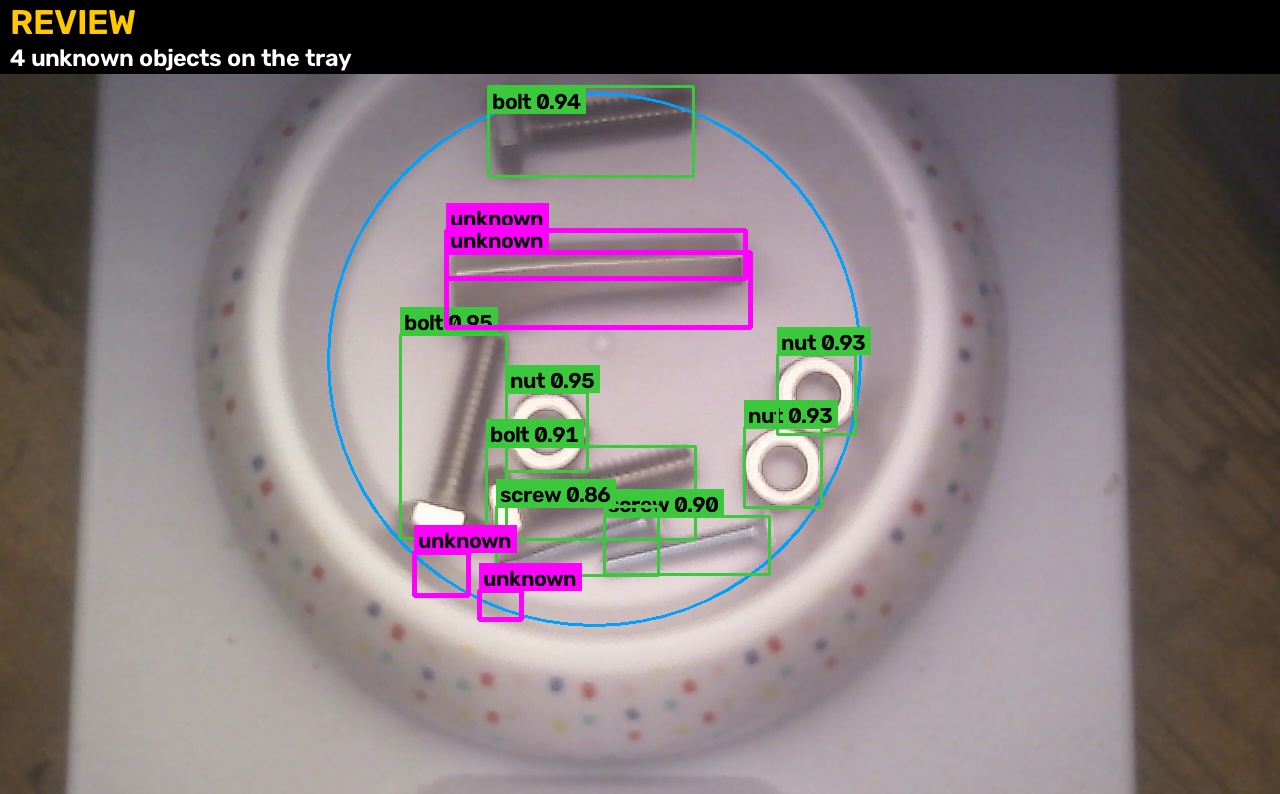 REVIEW
4 unknown objects on the tray
bolt 0.94
unknown
unknown
bolt 0.95
nut 0.93
nut 0.95
nut 0.93
bolt 0.91
screw 0.86
screw 0.90
unknown
unknown